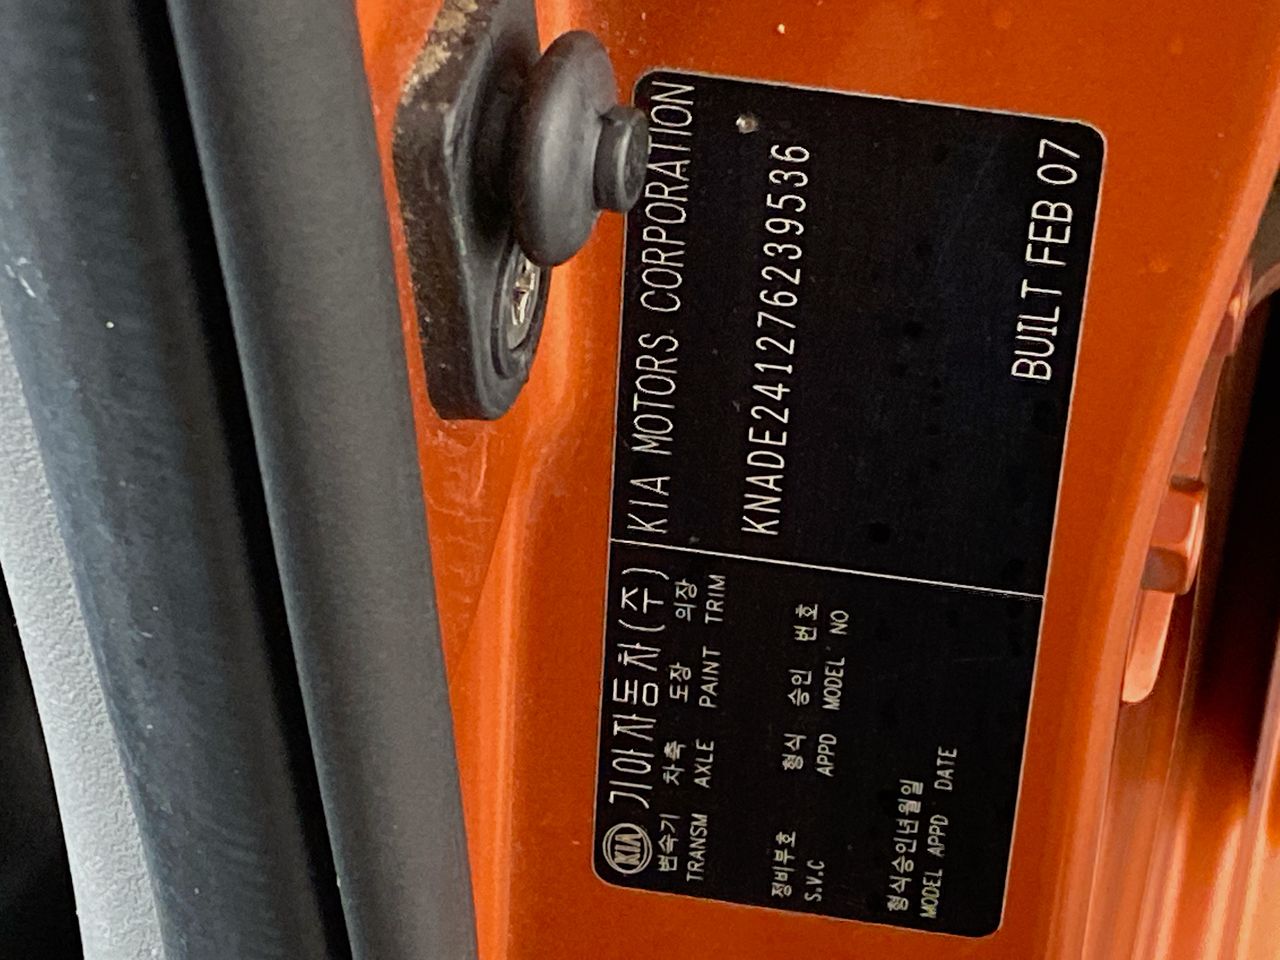 KIA 기아자동차(주) KIA MOTORS CORPORATION
변속기 차축 도장 의장
TRANSM AXLE PAINT TRIM
KNADE241276239536
정비부호 형식 승인 번호
S.V.C APPD MODEL NO
형식승인년월일
MODEL APPD DATE
BUILT FEB 07